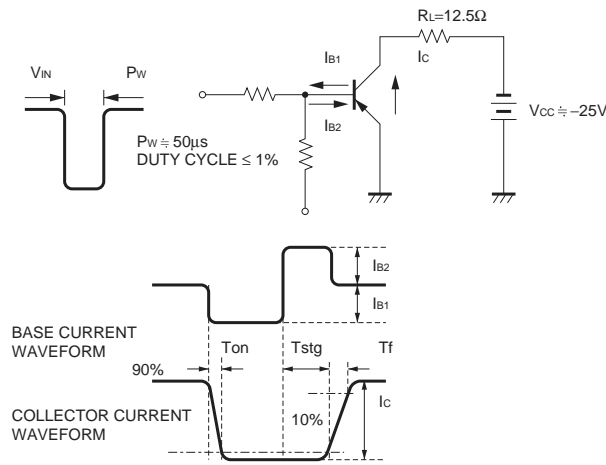 RL=12.5Ω
IB1
IC
VIN
PW
IB2
VCC≒−25V
PW≒50μs
DUTY CYCLE ≤ 1%
IB2
IB1
BASE CURRENT
WAVEFORM
Ton
Tstg
Tf
90%
IC
10%
COLLECTOR CURRENT
WAVEFORM